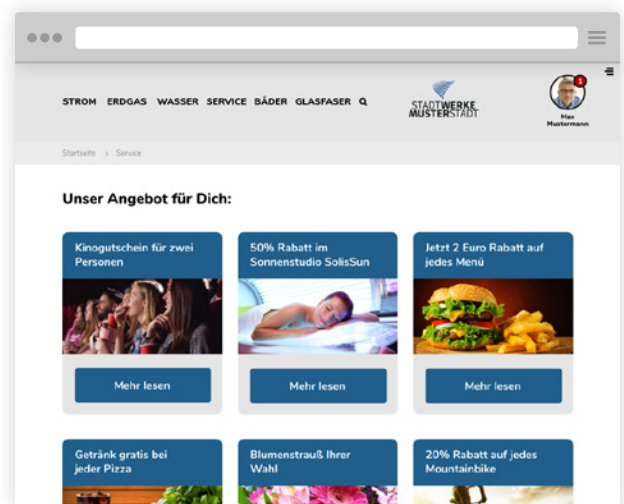 1
STROM ERDGAS WASSER SERVICE BÄDER GLASFASER
STADTWERKE
MUSTERSTADT
Max
Mustermann
Startseite › Service
Unser Angebot für Dich:
Kinogutschein für zwei
Personen
50% Rabatt im
Sonnenstudio SolisSun
Jetzt 2 Euro Rabatt auf
jedes Menü
Mehr lesen
Mehr lesen
Mehr lesen
Getränk gratis bei
jeder Pizza
Blumenstrauß Ihrer
Wahl
20% Rabatt auf jedes
Mountainbike